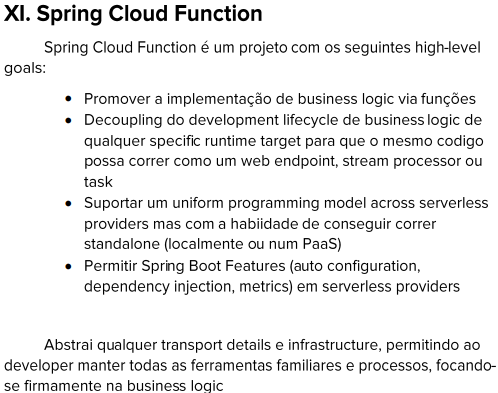 XI. Spring Cloud Function
Spring Cloud Function é um projeto com os seguintes high-level
goals:
• Promover a implementação de business logic via funções
• Decoupling do development lifecycle de business logic de
qualquer specific runtime target para que o mesmo codigo
possa correr como um web endpoint, stream processor ou
task
• Suportar um uniform programming model across serverless
providers mas com a habiidade de conseguir correr
standalone (localmente ou num PaaS)
• Permitir Spring Boot Features (auto configuration,
dependency injection, metrics) em serverless providers
Abstrai qualquer transport details e infrastructure, permitindo ao
developer manter todas as ferramentas familiares e processos, focando-
se firmamente na business logic